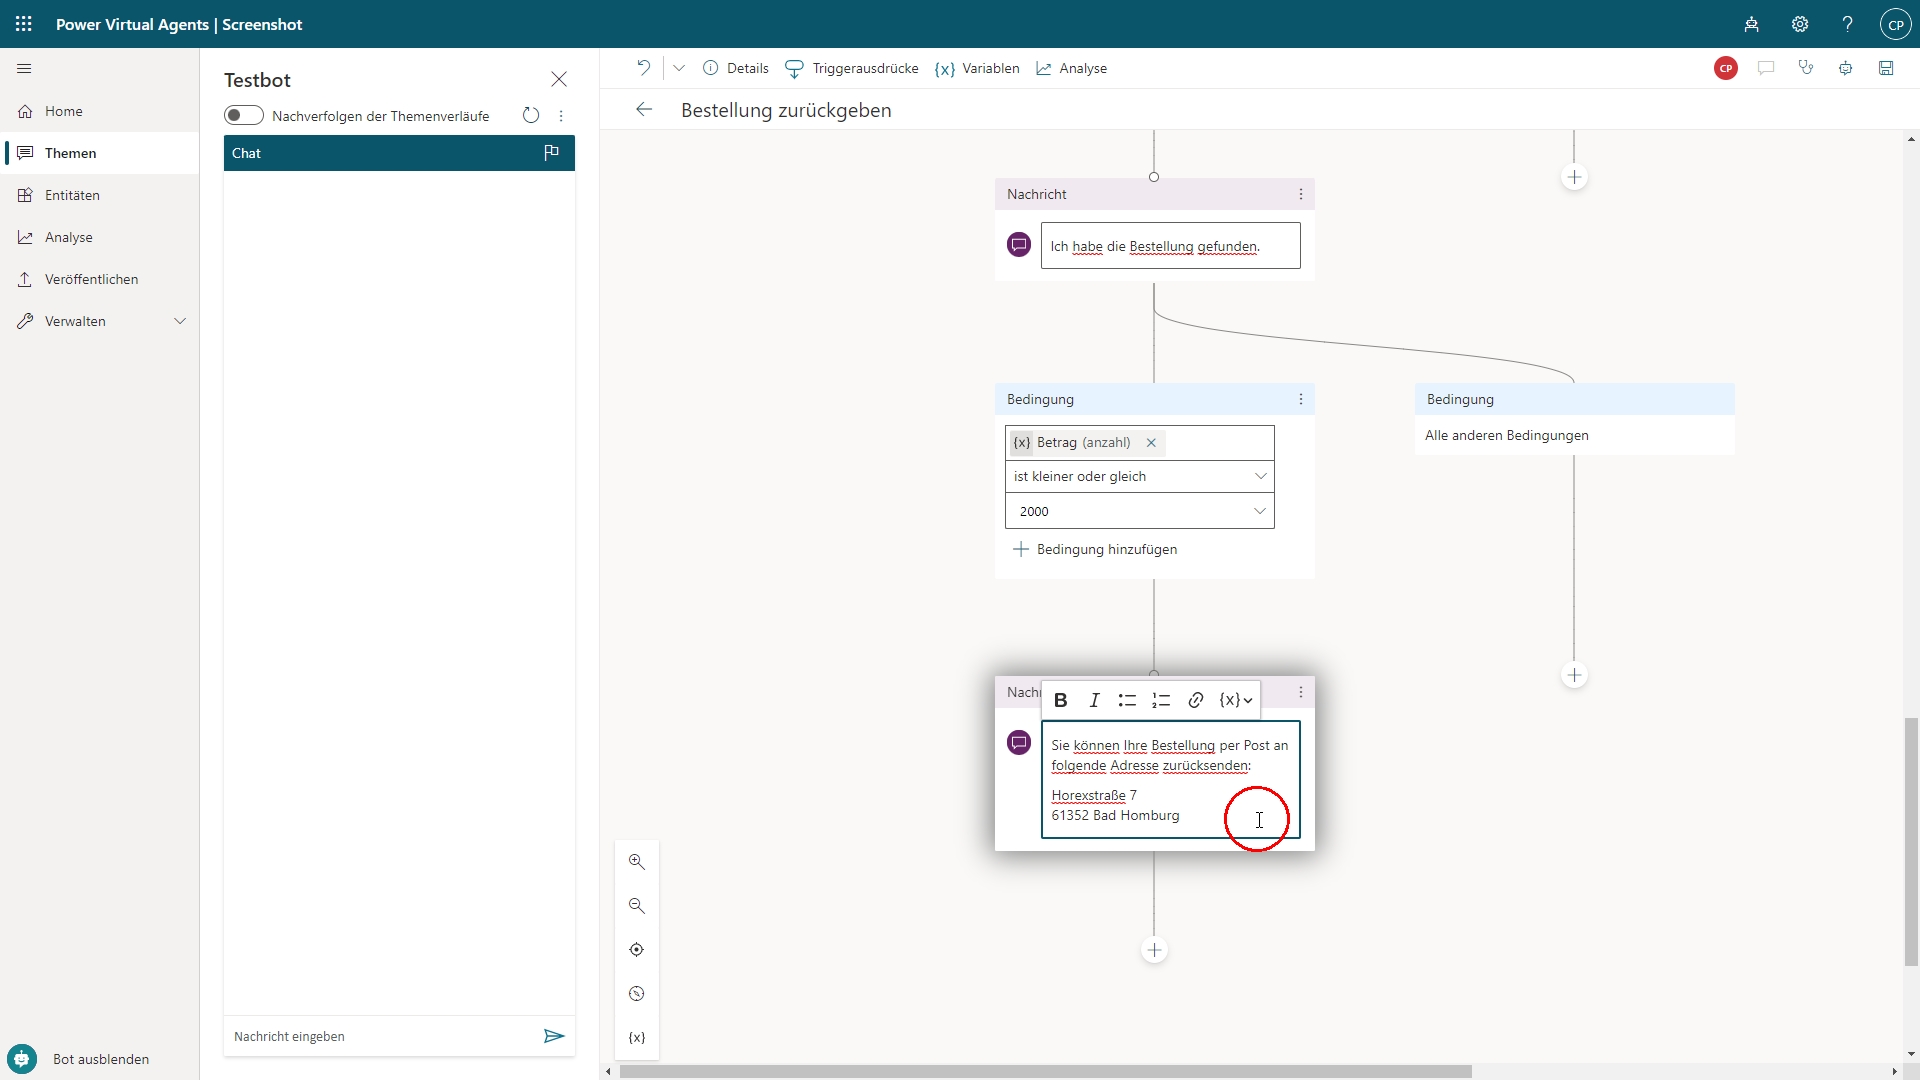 Power Virtual Agents | Screenshot
CP
Home
Themen
Entitäten
Analyse
Veröffentlichen
Verwalten
Bot ausblenden
Testbot
Nachverfolgen der Themenverläufe
Chat
Nachricht eingeben
Details
Triggerausdrücke
{x} Variablen
Analyse
CP
Bestellung zurückgeben
Nachricht
Ich habe die Bestellung gefunden.
Bedingung
{x} Betrag (anzahl)
ist kleiner oder gleich
2000
Bedingung hinzufügen
Bedingung
Alle anderen Bedingungen
Nachr
B I {x}
Sie können Ihre Bestellung per Post an
folgende Adresse zurücksenden:
Horexstraße 7
61352 Bad Homburg
{x}